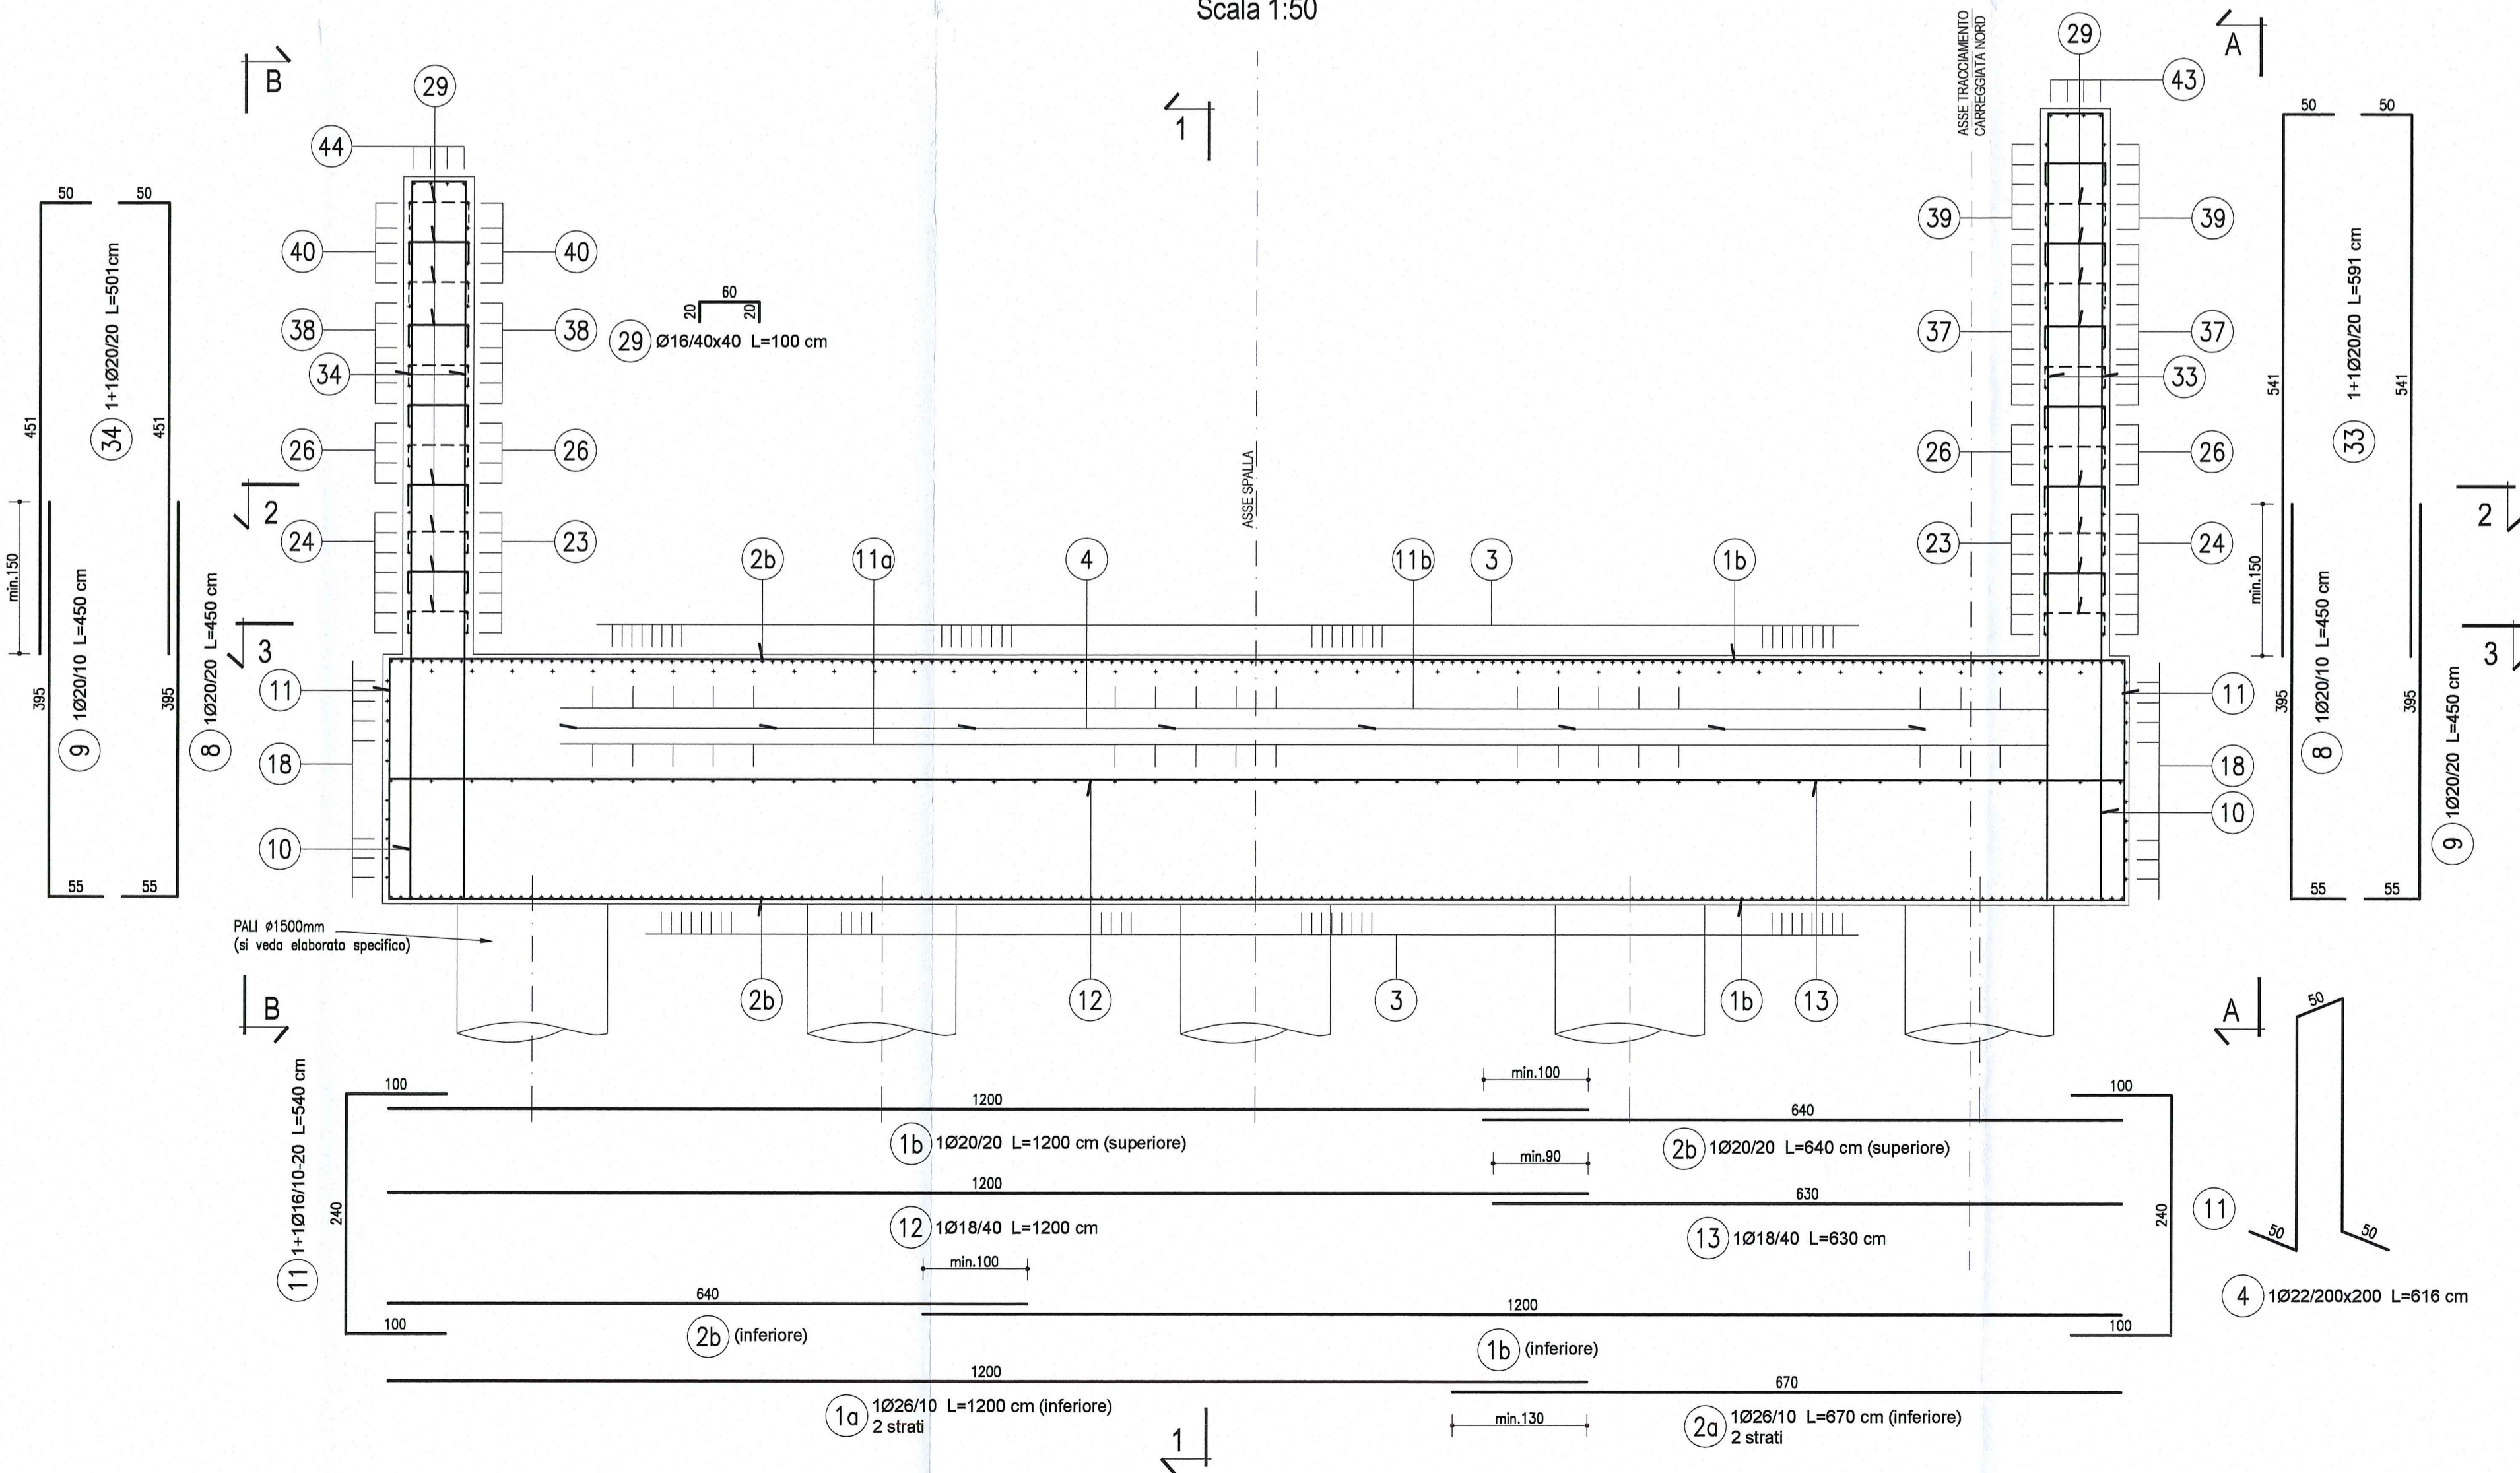 Scala 1:50
B
29
1
ASSE TRACCIAMENTO
CARREGGIATA NORD
29
A
43
44
50 50
50 50
40
40
39
39
34 1+1Ø20/20 L=501cm
451
451
38
38
60
20
20
29 Ø16/40x40 L=100 cm
37
37
34
33
33 1+1Ø20/20 L=591 cm
541
541
26
26
26
26
ASSE SPALLA
2
2
24
23
23
24
min.150
min.150
2b
11a
4
11b
3
1b
3
3
9 1Ø20/10 L=450 cm
8 1Ø20/20 L=450 cm
395
395
8 1Ø20/10 L=450 cm
9 1Ø20/20 L=450 cm
395
395
11
11
18
18
10
10
55 55
55 55
PALI ø1500mm
(si veda elaborato specifico)
2b
12
3
1b
13
B
A
11 1+1Ø16/10-20 L=540 cm
100
240
100
1200
min.100
640
1b 1Ø20/20 L=1200 cm (superiore)
2b 1Ø20/20 L=640 cm (superiore)
1200
min.90
630
12 1Ø18/40 L=1200 cm
13 1Ø18/40 L=630 cm
640
min.100
1200
2b (inferiore)
1b (inferiore)
1200
670
1a 1Ø26/10 L=1200 cm (inferiore)
2 strati
min.130
2a 1Ø26/10 L=670 cm (inferiore)
2 strati
1
100
240
100
11
50
50
50
4 1Ø22/200x200 L=616 cm